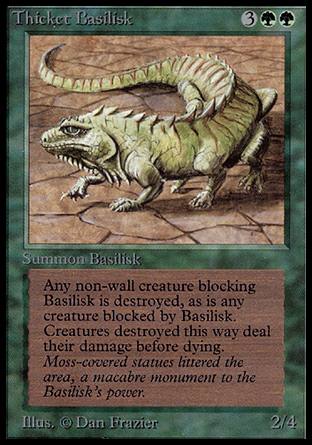 Thicket Basilisk 3
Summon Basilisk
Any non-wall creature blocking
Basilisk is destroyed, as is any
creature blocked by Basilisk.
Creatures destroyed this way deal
their damage before dying.
Moss-covered statues littered the
area, a macabre monument to the
Basilisk's power.
Illus. © Dan Frazier 2/4